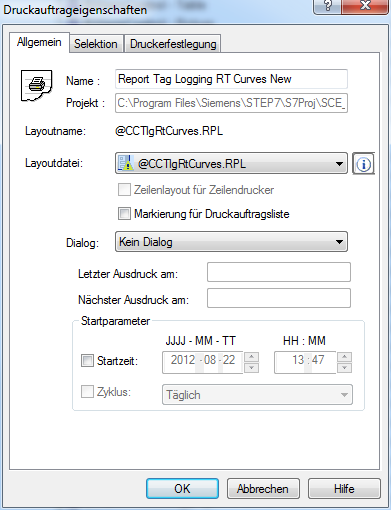 Druckauftrageigenschaften
Allgemein Selektion Druckerfestlegung
Name : Report Tag Logging RT Curves New
Projekt : C:\Program Files\Siemens\STEP7\S7Proj\SCE_
Layoutname: @CCTlgRtCurves.RPL
Layoutdatei: @CCTlgRtCurves.RPL
Zeilenlayout für Zeilendrucker
Markierung für Druckauftragsliste
Dialog: Kein Dialog
Letzter Ausdruck am:
Nächster Ausdruck am:
Startparameter
JJJJ - MM - TT HH : MM
Startzeit: 2012 -08 -22 13 : 47
Zyklus: Täglich
OK Abbrechen Hilfe